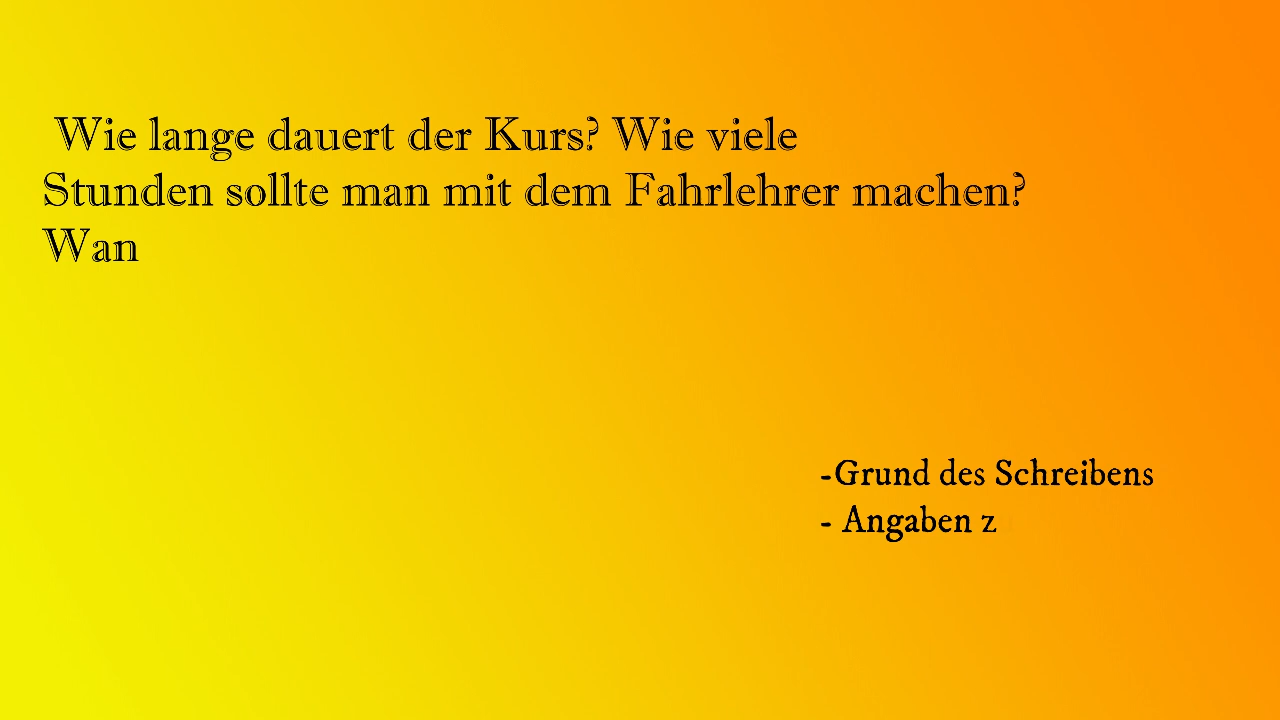 Wie lange dauert der Kurs? Wie viele
Stunden sollte man mit dem Fahrlehrer machen?
Wan
-Grund des Schreibens
- Angaben z